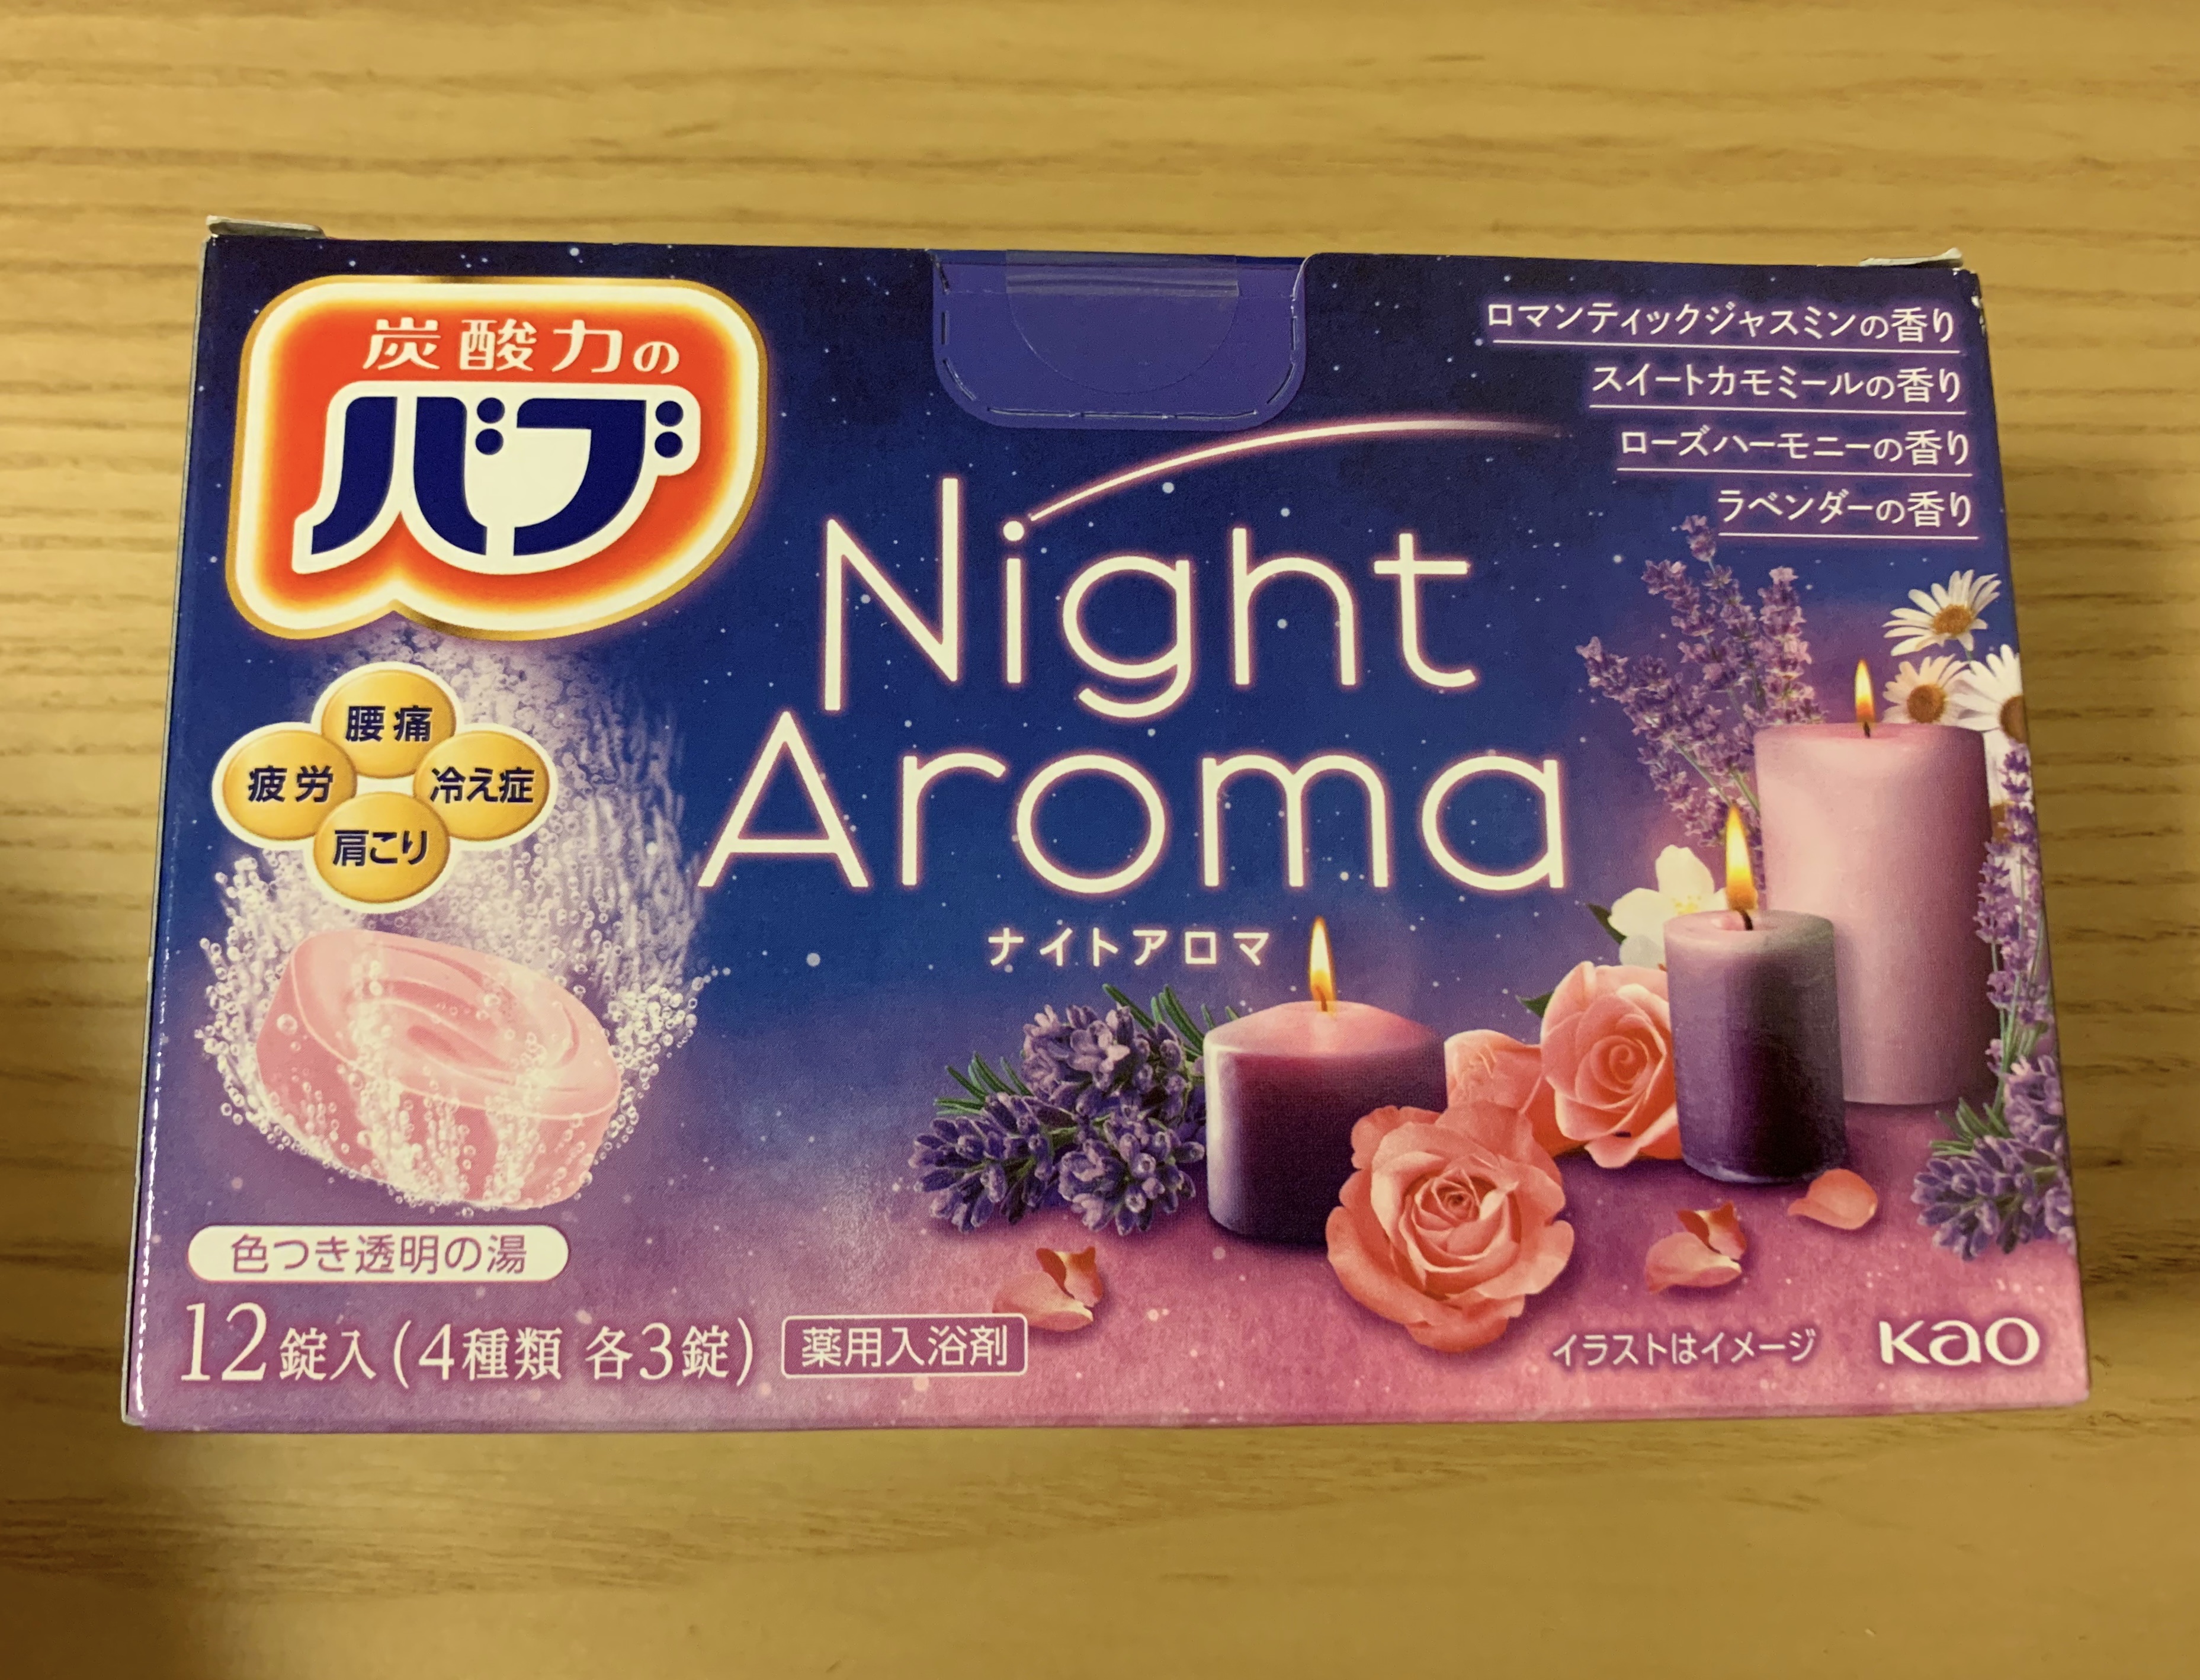 炭酸力の
バブ
ロマンティックジャスミンの香り
スイートカモミールの香り
ローズハーモニーの香り
ラベンダーの香り
Night
Aroma
ナイトアロマ
腰痛
疲労
冷え症
肩こり
色つき透明の湯
12錠入(4種類 各3錠)
薬用入浴剤
イラストはイメージ
Kao